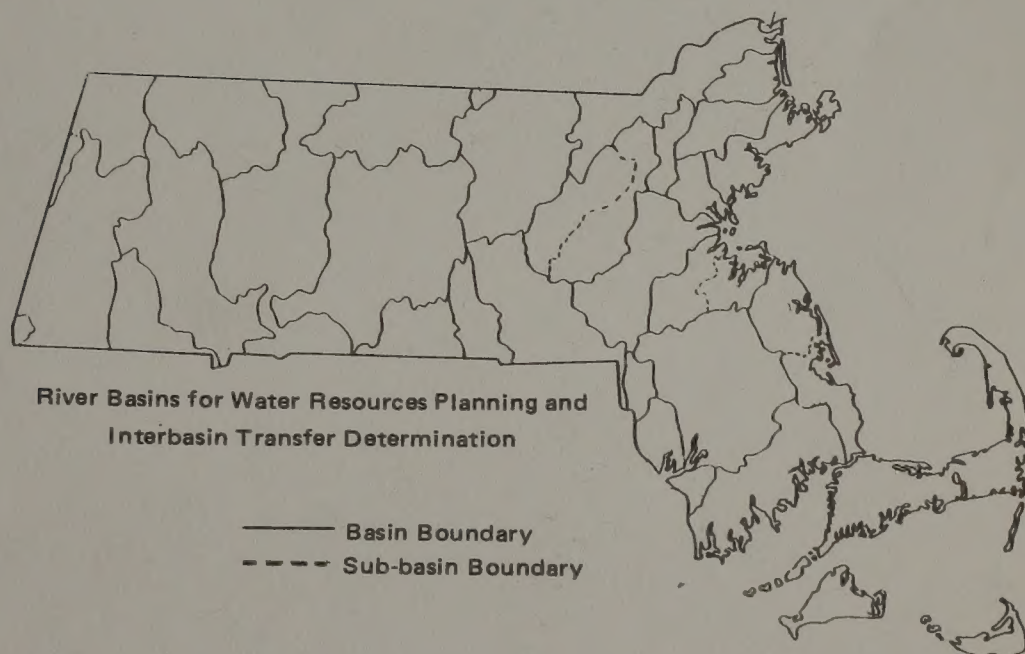 River Basins for Water Resources Planning and
Interbasin Transfer Determination
Basin Boundary
Sub-basin Boundary